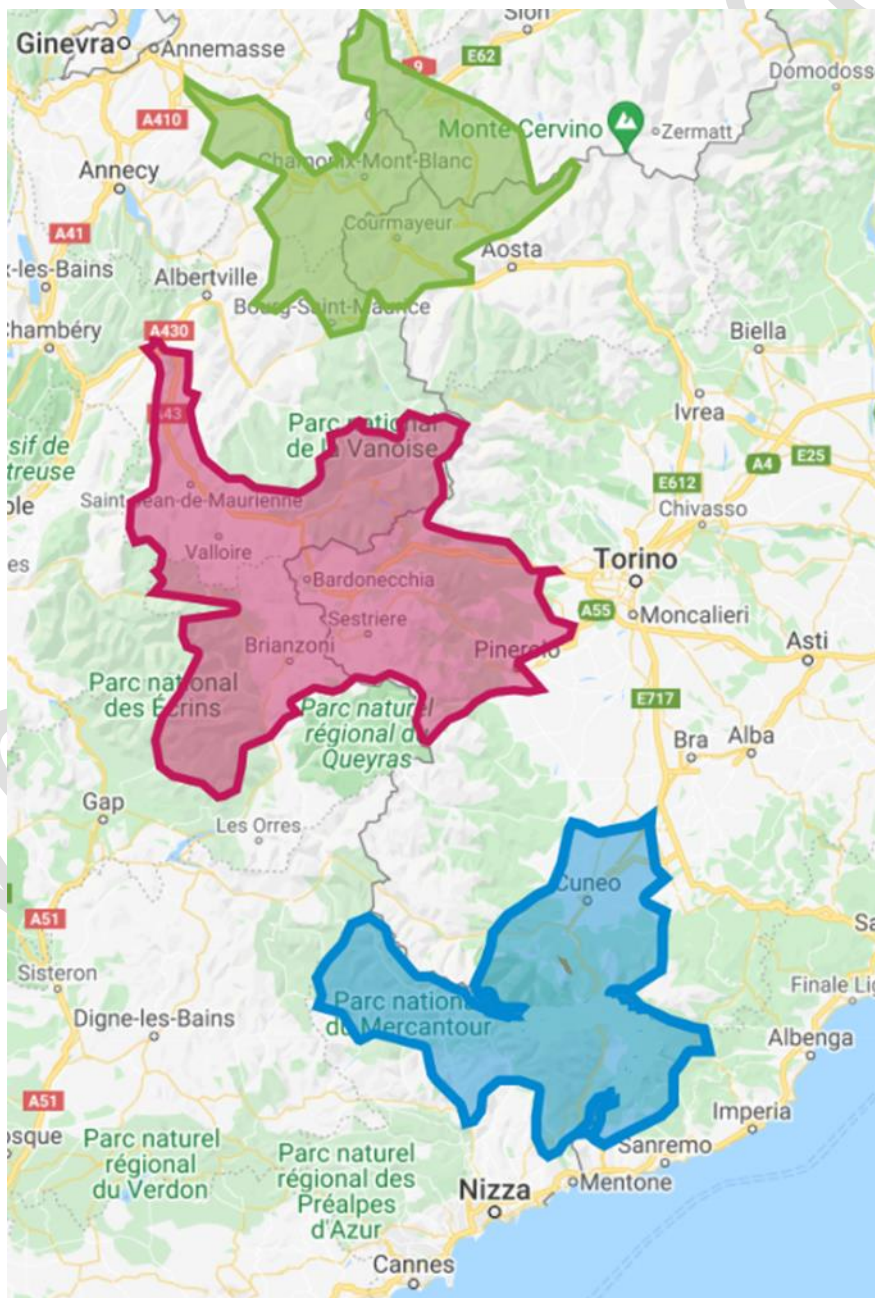 Sion
Ginevra
Annemasse
9
E62
Domodoss
A410
Monte Cervino
Zermatt
Chamonix-Mont-Blanc
Annecy
Courmayeur
A41
Aosta
x-les-Bains
Albertville
Bourg-Saint-Maurice
Chambéry
A430
Biella
Ivrea
43
Parc national
de la Vanoise
sif de
treuse
E25
A4
E612
Saint-Jean-de-Maurienne
Chivasso
ble
Valloire
Torino
es
Bardonecchia
A55
Moncalieri
Sestriere
Brianzoni
Pinerolo
Asti
Parc national
des Écrins
E717
Parc naturel
régional du
Queyras
Bra
Alba
Gap
Les Orres
Cuneo
A51
Sa
Sisteron
Finale Lig
Parc national
du Mercantour
Digne-les-Bains
Albenga
A51
Imperia
osque
Parc naturel
régional
du Verdon
Sanremo
Parc naturel
régional des
Préalpes
d'Azur
Mentone
Nizza
Cannes